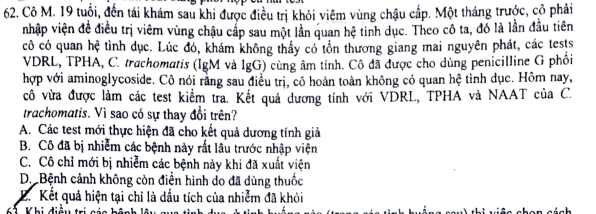 62. Cô M. 19 tuổi, đến tái khám sau khi được điều trị khỏi viêm vùng chậu cấp. Một tháng trước, cô phải
nhập viện để điều trị viêm vùng chậu cấp sau một lần quan hệ tình dục. Theo cô ta, đó là lần đầu tiên
cô có quan hệ tình dục. Lúc đó, khám không thấy có tổn thương giang mai nguyên phát, các tests
VDRL, TPHA, C. trachomatis (IgM và IgG) cùng âm tính. Cô đã được cho dùng penicilline G phối
hợp với aminoglycoside. Cô nói rằng sau điều trị, cô hoàn toàn không có quan hệ tình dục. Hôm nay,
cô vừa được làm các test kiểm tra. Kết quả dương tính với VDRL, TPHA và NAAT của C.
trachomatis. Vì sao có sự thay đổi trên?
A. Các test mới thực hiện đã cho kết quả dương tính giả
B. Cô đã bị nhiễm các bệnh này rất lâu trước nhập viện
C. Cô chỉ mới bị nhiễm các bệnh này khi đã xuất viện
D. Bệnh cảnh không còn điển hình do đã dùng thuốc
E. Kết quả hiện tại chỉ là dấu tích của nhiễm đã khỏi
63. Khi điều trị các bệnh lây qua tình dục, ở tình huống nào (trong các tình huống sau) thì việc chọn cách